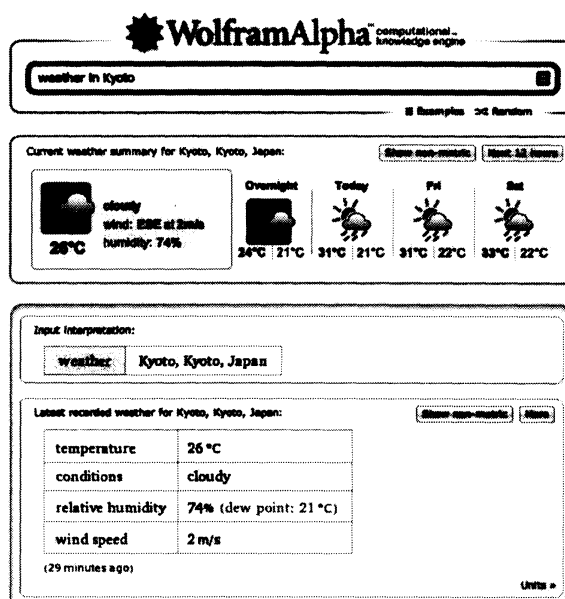 WolframAlpha™ computational knowledge engine
weather in Kyoto
Examples Random
Current weather summary for Kyoto, Kyoto, Japan: Show non-metric Next 12 hours
Overnight Today Fri Sat
cloudy
wind: ESE at 2m/s
humidity: 74%
26°C
24°C 21°C 31°C 21°C 31°C 22°C 33°C 22°C
Input interpretation:
weather Kyoto, Kyoto, Japan
Latest recorded weather for Kyoto, Kyoto, Japan: Show non-metric More
temperature 26 °C
conditions cloudy
relative humidity 74% (dew point: 21 °C)
wind speed 2 m/s
(29 minutes ago)
Units »